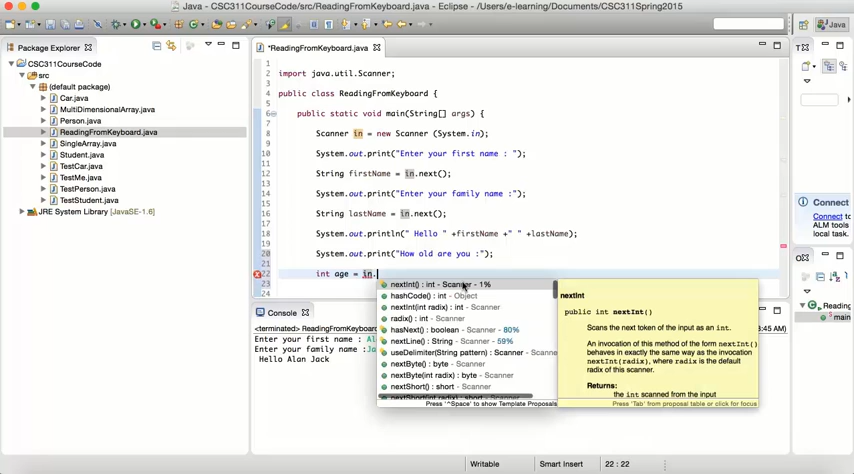 Java - CSC311CourseCode/src/ReadingFromKeyboard.java - Eclipse - /Users/e-learning/Documents/CSC311Spring2015
Java
Package Explorer
CSC311CourseCode
src
(default package)
Car.java
MultiDimensionalArray.java
Person.java
ReadingFromKeyboard.java
SingleArray.java
Student.java
TestCar.java
TestMe.java
TestPerson.java
TestStudent.java
JRE System Library [JavaSE-1.6]
*ReadingFromKeyboard.java
1
2 import java.util.Scanner;
3
4 public class ReadingFromKeyboard {
5
6 public static void main(String[] args) {
7
8 Scanner in = new Scanner (System.in);
9
10 System.out.print("Enter your first name : ");
11
12 String firstName = in.next();
13
14 System.out.print("Enter your family name :");
15
16 String lastName = in.next();
17
18 System.out.println(" Hello " +firstName +" " +lastName);
19
20 System.out.print("How old are you :");
21
22 int age = in.
23
24
nextInt() : int - Scanner - 1%
hashCode() : int - Object
nextInt(int radix) : int - Scanner
radix() : int - Scanner
hasNext() : boolean - Scanner - 80%
nextLine() : String - Scanner - 59%
useDelimiter(String pattern) : Scanner - Scanne
nextByte() : byte - Scanner
nextByte(int radix) : byte - Scanner
nextShort() : short - Scanner
nextShort(int radix) : short - Scanner
Press '^Space' to show Template Proposals
nextInt
public int nextInt()
Scans the next token of the input as an int.
An invocation of this method of the form nextInt()
behaves in exactly the same way as the invocation
nextInt(radix), where radix is the default
radix of this scanner.
Returns:
the int scanned from the input
Press 'Tab' from proposal table or click for focus
Console
<terminated> ReadingFromKeyboard
3:45 AM)
Enter your first name : Al
Enter your family name :Ja
Hello Alan Jack
Connect
Connect to
ALM tools
local task.
Reading
main
Writable
Smart Insert
22 : 22